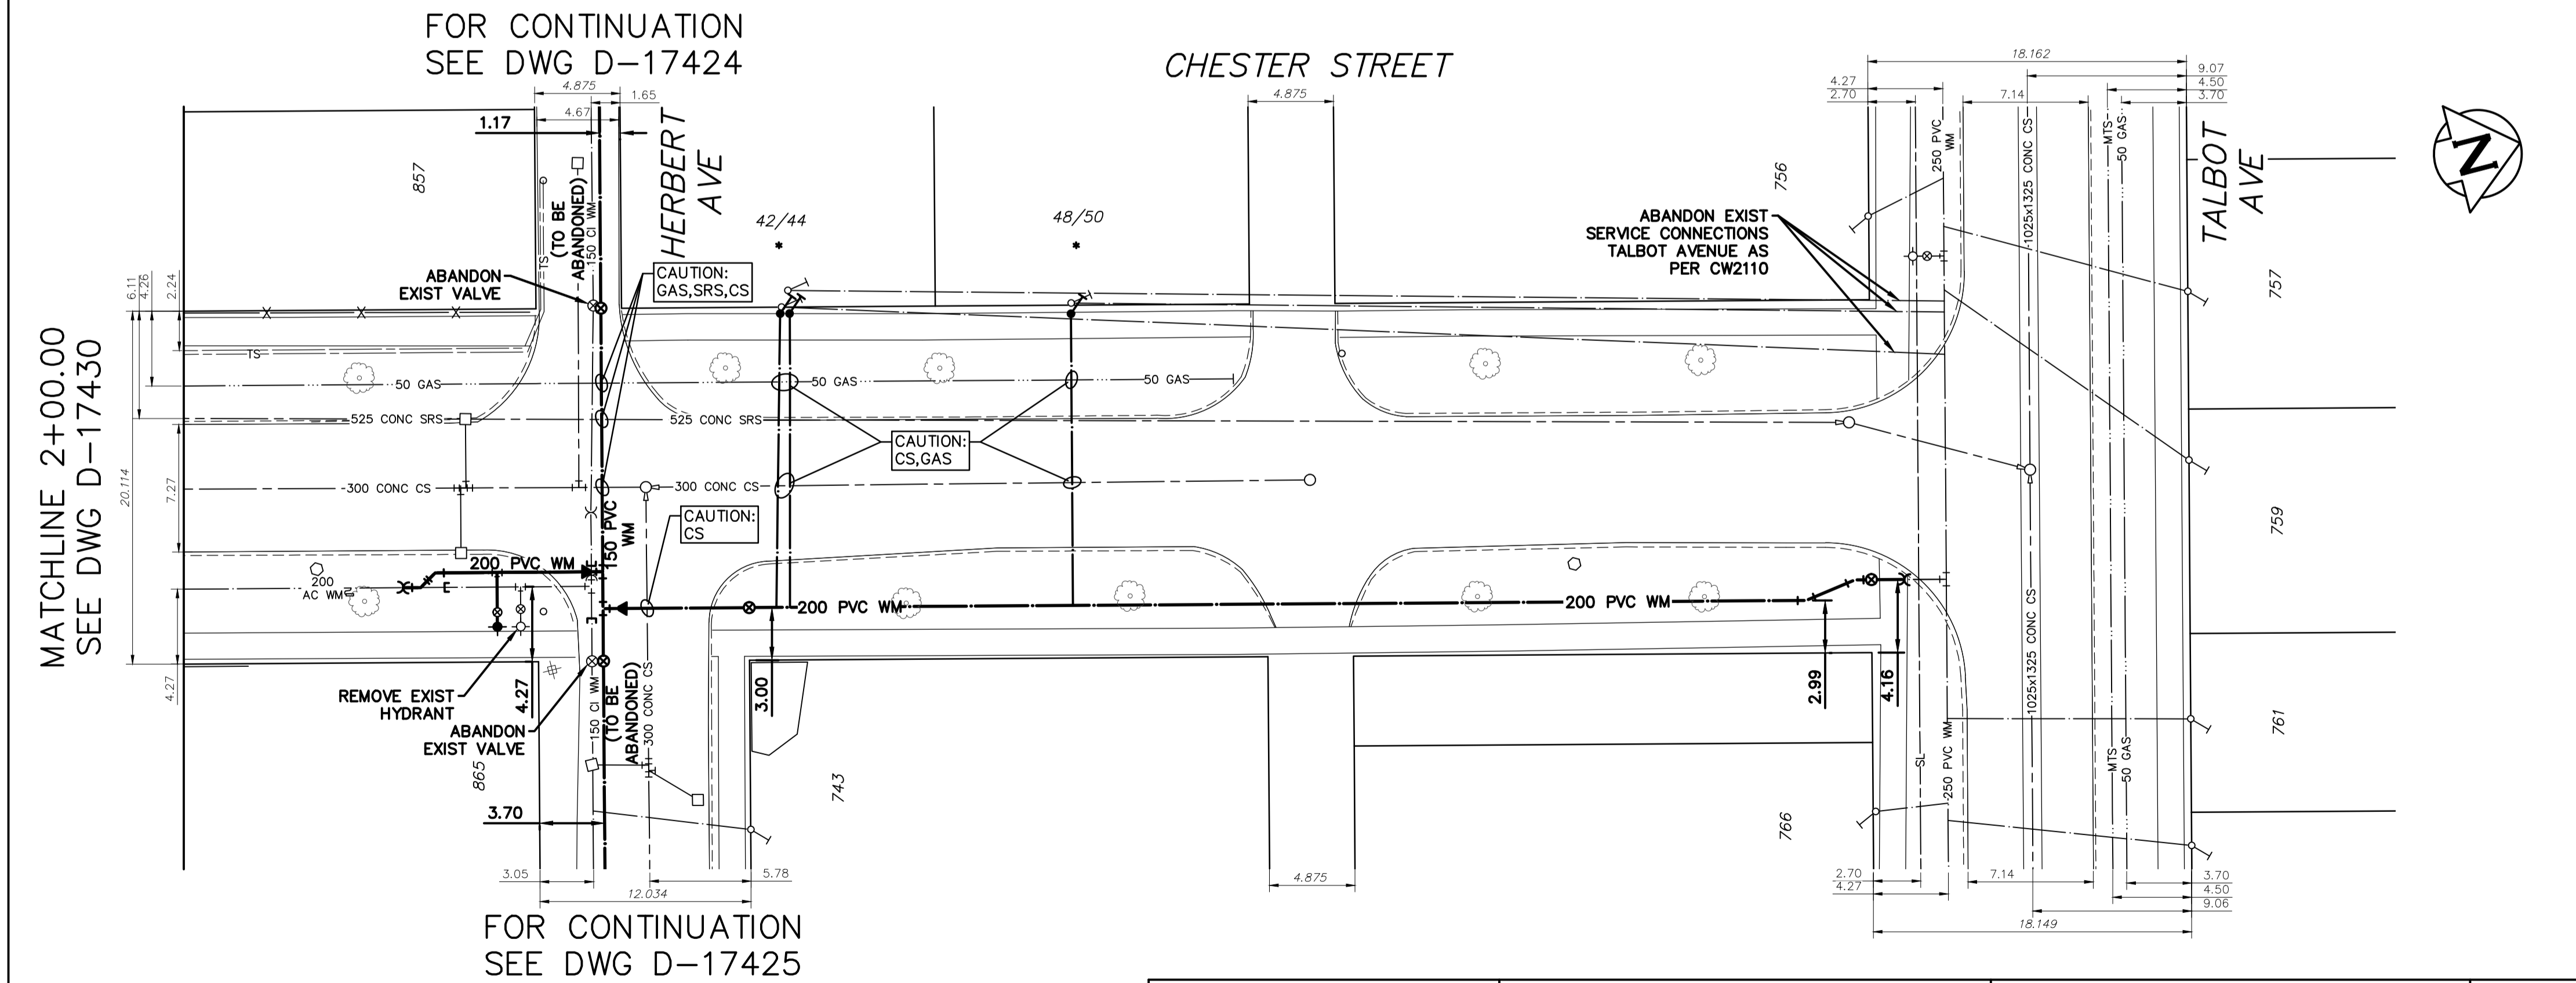 FOR CONTINUATION
SEE DWG D-17424
CHESTER STREET
4.875
1.65
4.67
1.17
HERBERT
AVE
857
TS
(TO BE
ABANDONED)
150 CI WM
ABANDON
EXIST VALVE
CAUTION:
GAS,SRS,CS
42/44
*
48/50
*
4.875
756
ABANDON EXIST
SERVICE CONNECTIONS
TALBOT AVENUE AS
PER CW2110
18.162
9.07
4.50
3.70
4.27
2.70
7.14
250 PVC
WM
1025x1325 CONC CS
MTS
50 GAS
TALBOT
AVE
N
757
759
761
MATCHLINE 2+00.00
SEE DWG D-17430
6.11
4.26
2.24
20.114
7.27
4.27
TS
50 GAS
50 GAS
50 GAS
525 CONC SRS
525 CONC SRS
CAUTION:
CS,GAS
300 CONC CS
300 CONC CS
CAUTION:
CS
150 PVC
WM
200 PVC WM
200
AC WM
200 PVC WM
200 PVC WM
REMOVE EXIST
HYDRANT
4.27
ABANDON
EXIST VALVE
865
150 CI WM
(TO BE
ABANDONED)
300 CONC CS
3.00
743
2.99
4.16
3.70
766
SL
250 PVC WM
1025x1325 CONC CS
MTS
50 GAS
3.05
5.78
12.034
4.875
2.70
4.27
7.14
3.70
4.50
9.06
18.149
FOR CONTINUATION
SEE DWG D-17425